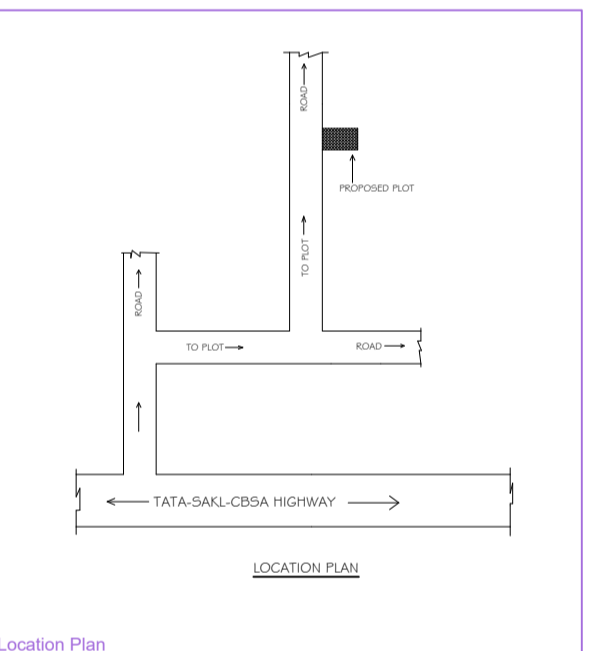 ROAD
PROPOSED PLOT
TO PLOT
ROAD
TO PLOT
ROAD
TATA-SAKL-CBSA HIGHWAY
LOCATION PLAN
Location Plan